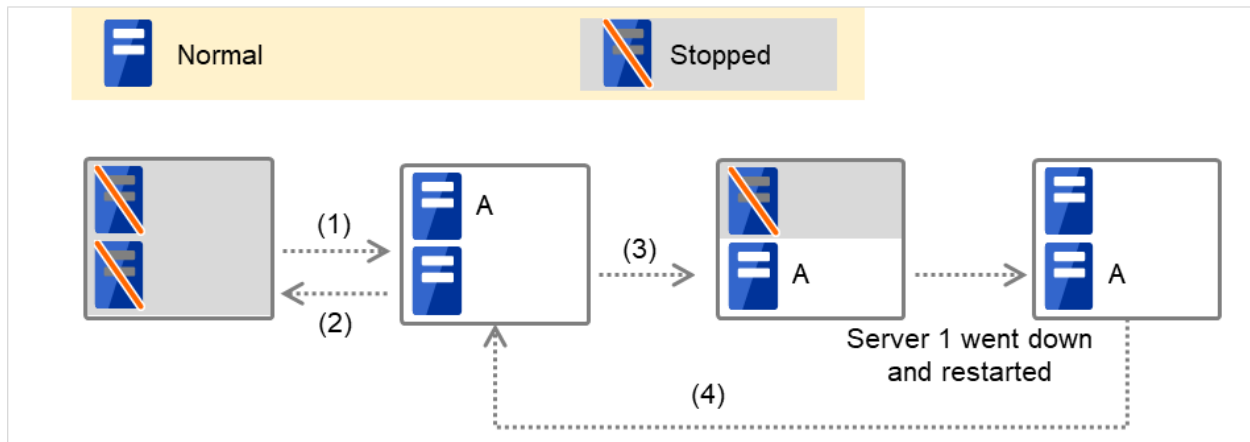 Normal
Stopped
A
(1)
(2)
(3)
A
A
Server 1 went down
and restarted
(4)